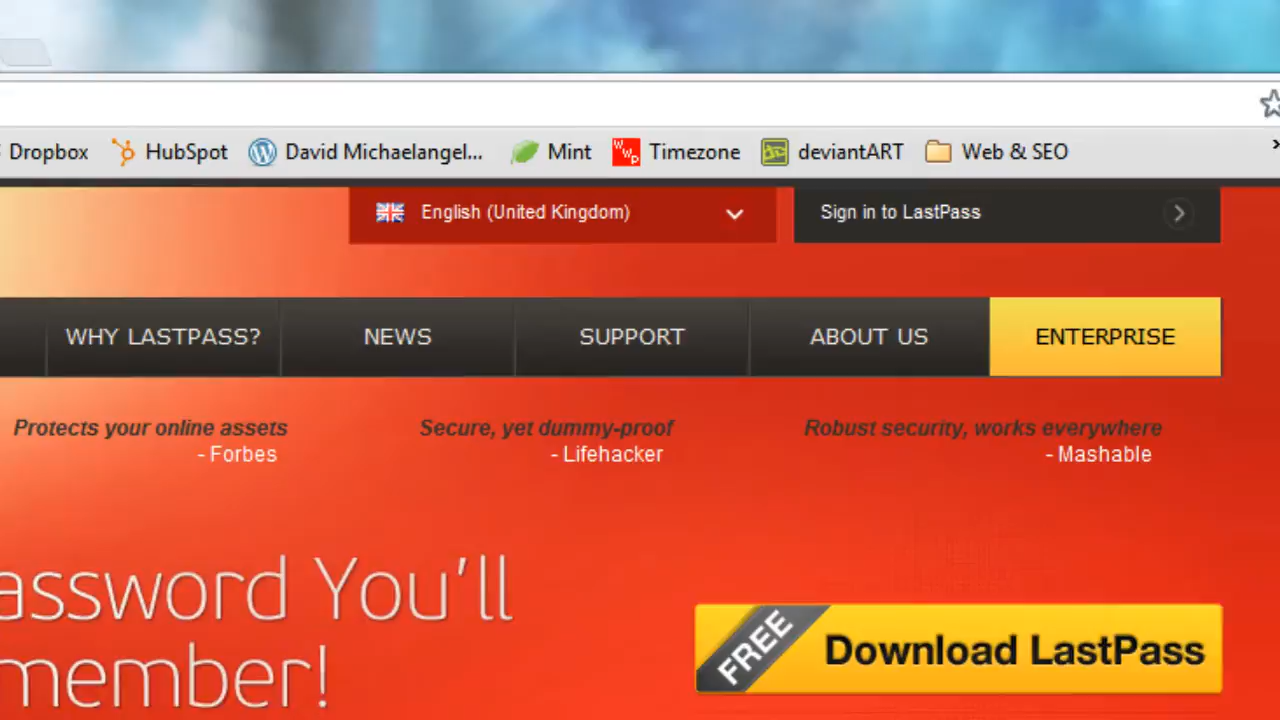 Dropbox HubSpot David Michaelangel... Mint Timezone deviantART Web & SEO
English (United Kingdom) Sign in to LastPass
WHY LASTPASS? NEWS SUPPORT ABOUT US ENTERPRISE
Protects your online assets Secure, yet dummy-proof Robust security, works everywhere
- Forbes - Lifehacker - Mashable
assword You'll
member!
FREE Download LastPass